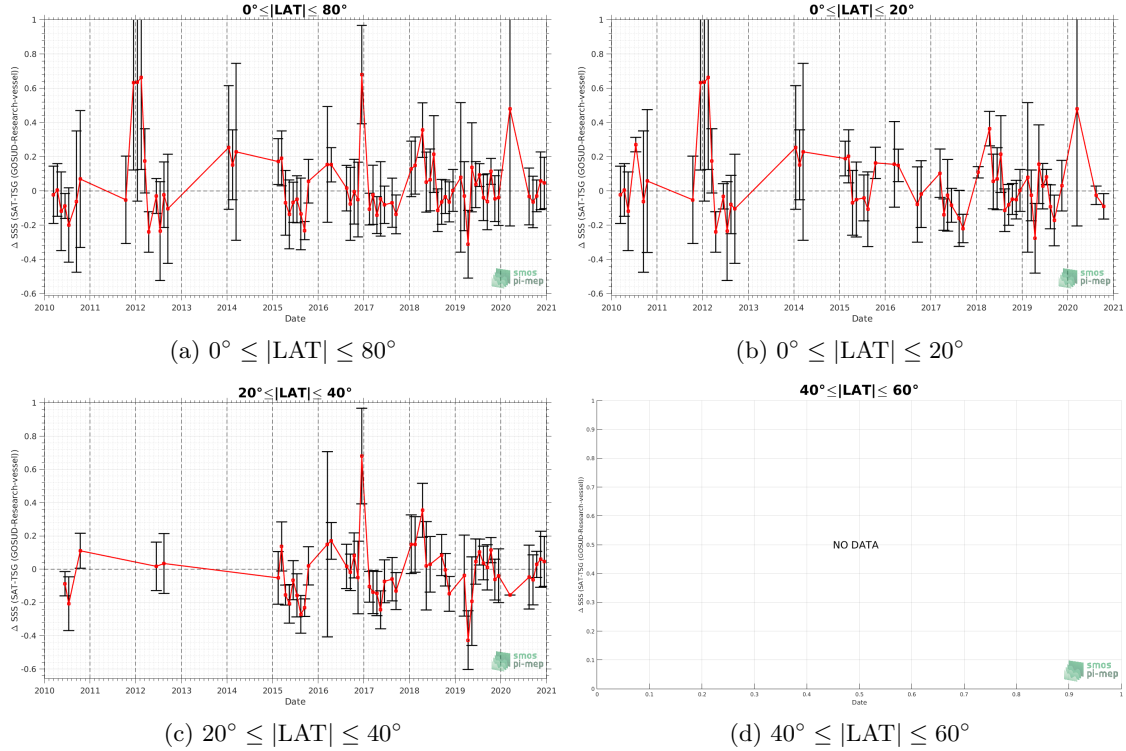 0°≤|LAT|≤ 80°
Δ SSS (SAT-TSG (GOSUD-Research-vessel))
1
0.8
0.6
0.4
0.2
0
-0.2
-0.4
-0.6
2010 2011 2012 2013 2014 2015 2016 2017 2018 2019 2020 2021
Date
smos
pi-mep
(a) 0° ≤ |LAT| ≤ 80°
0°≤|LAT|≤ 20°
Δ SSS (SAT-TSG (GOSUD-Research-vessel))
1
0.8
0.6
0.4
0.2
0
-0.2
-0.4
-0.6
2010 2011 2012 2013 2014 2015 2016 2017 2018 2019 2020 2021
Date
smos
pi-mep
(b) 0° ≤ |LAT| ≤ 20°
20°≤|LAT|≤ 40°
Δ SSS (SAT-TSG (GOSUD-Research-vessel))
1
0.8
0.6
0.4
0.2
0
-0.2
-0.4
-0.6
2010 2011 2012 2013 2014 2015 2016 2017 2018 2019 2020 2021
Date
smos
pi-mep
(c) 20° ≤ |LAT| ≤ 40°
40°≤|LAT|≤ 60°
Δ SSS (SAT-TSG (GOSUD-Research-vessel))
1
0.9
0.8
0.7
0.6
0.5
0.4
0.3
0.2
0.1
0
NO DATA
0 0.1 0.2 0.3 0.4 0.5 0.6 0.7 0.8 0.9 1
Date
smos
pi-mep
(d) 40° ≤ |LAT| ≤ 60°